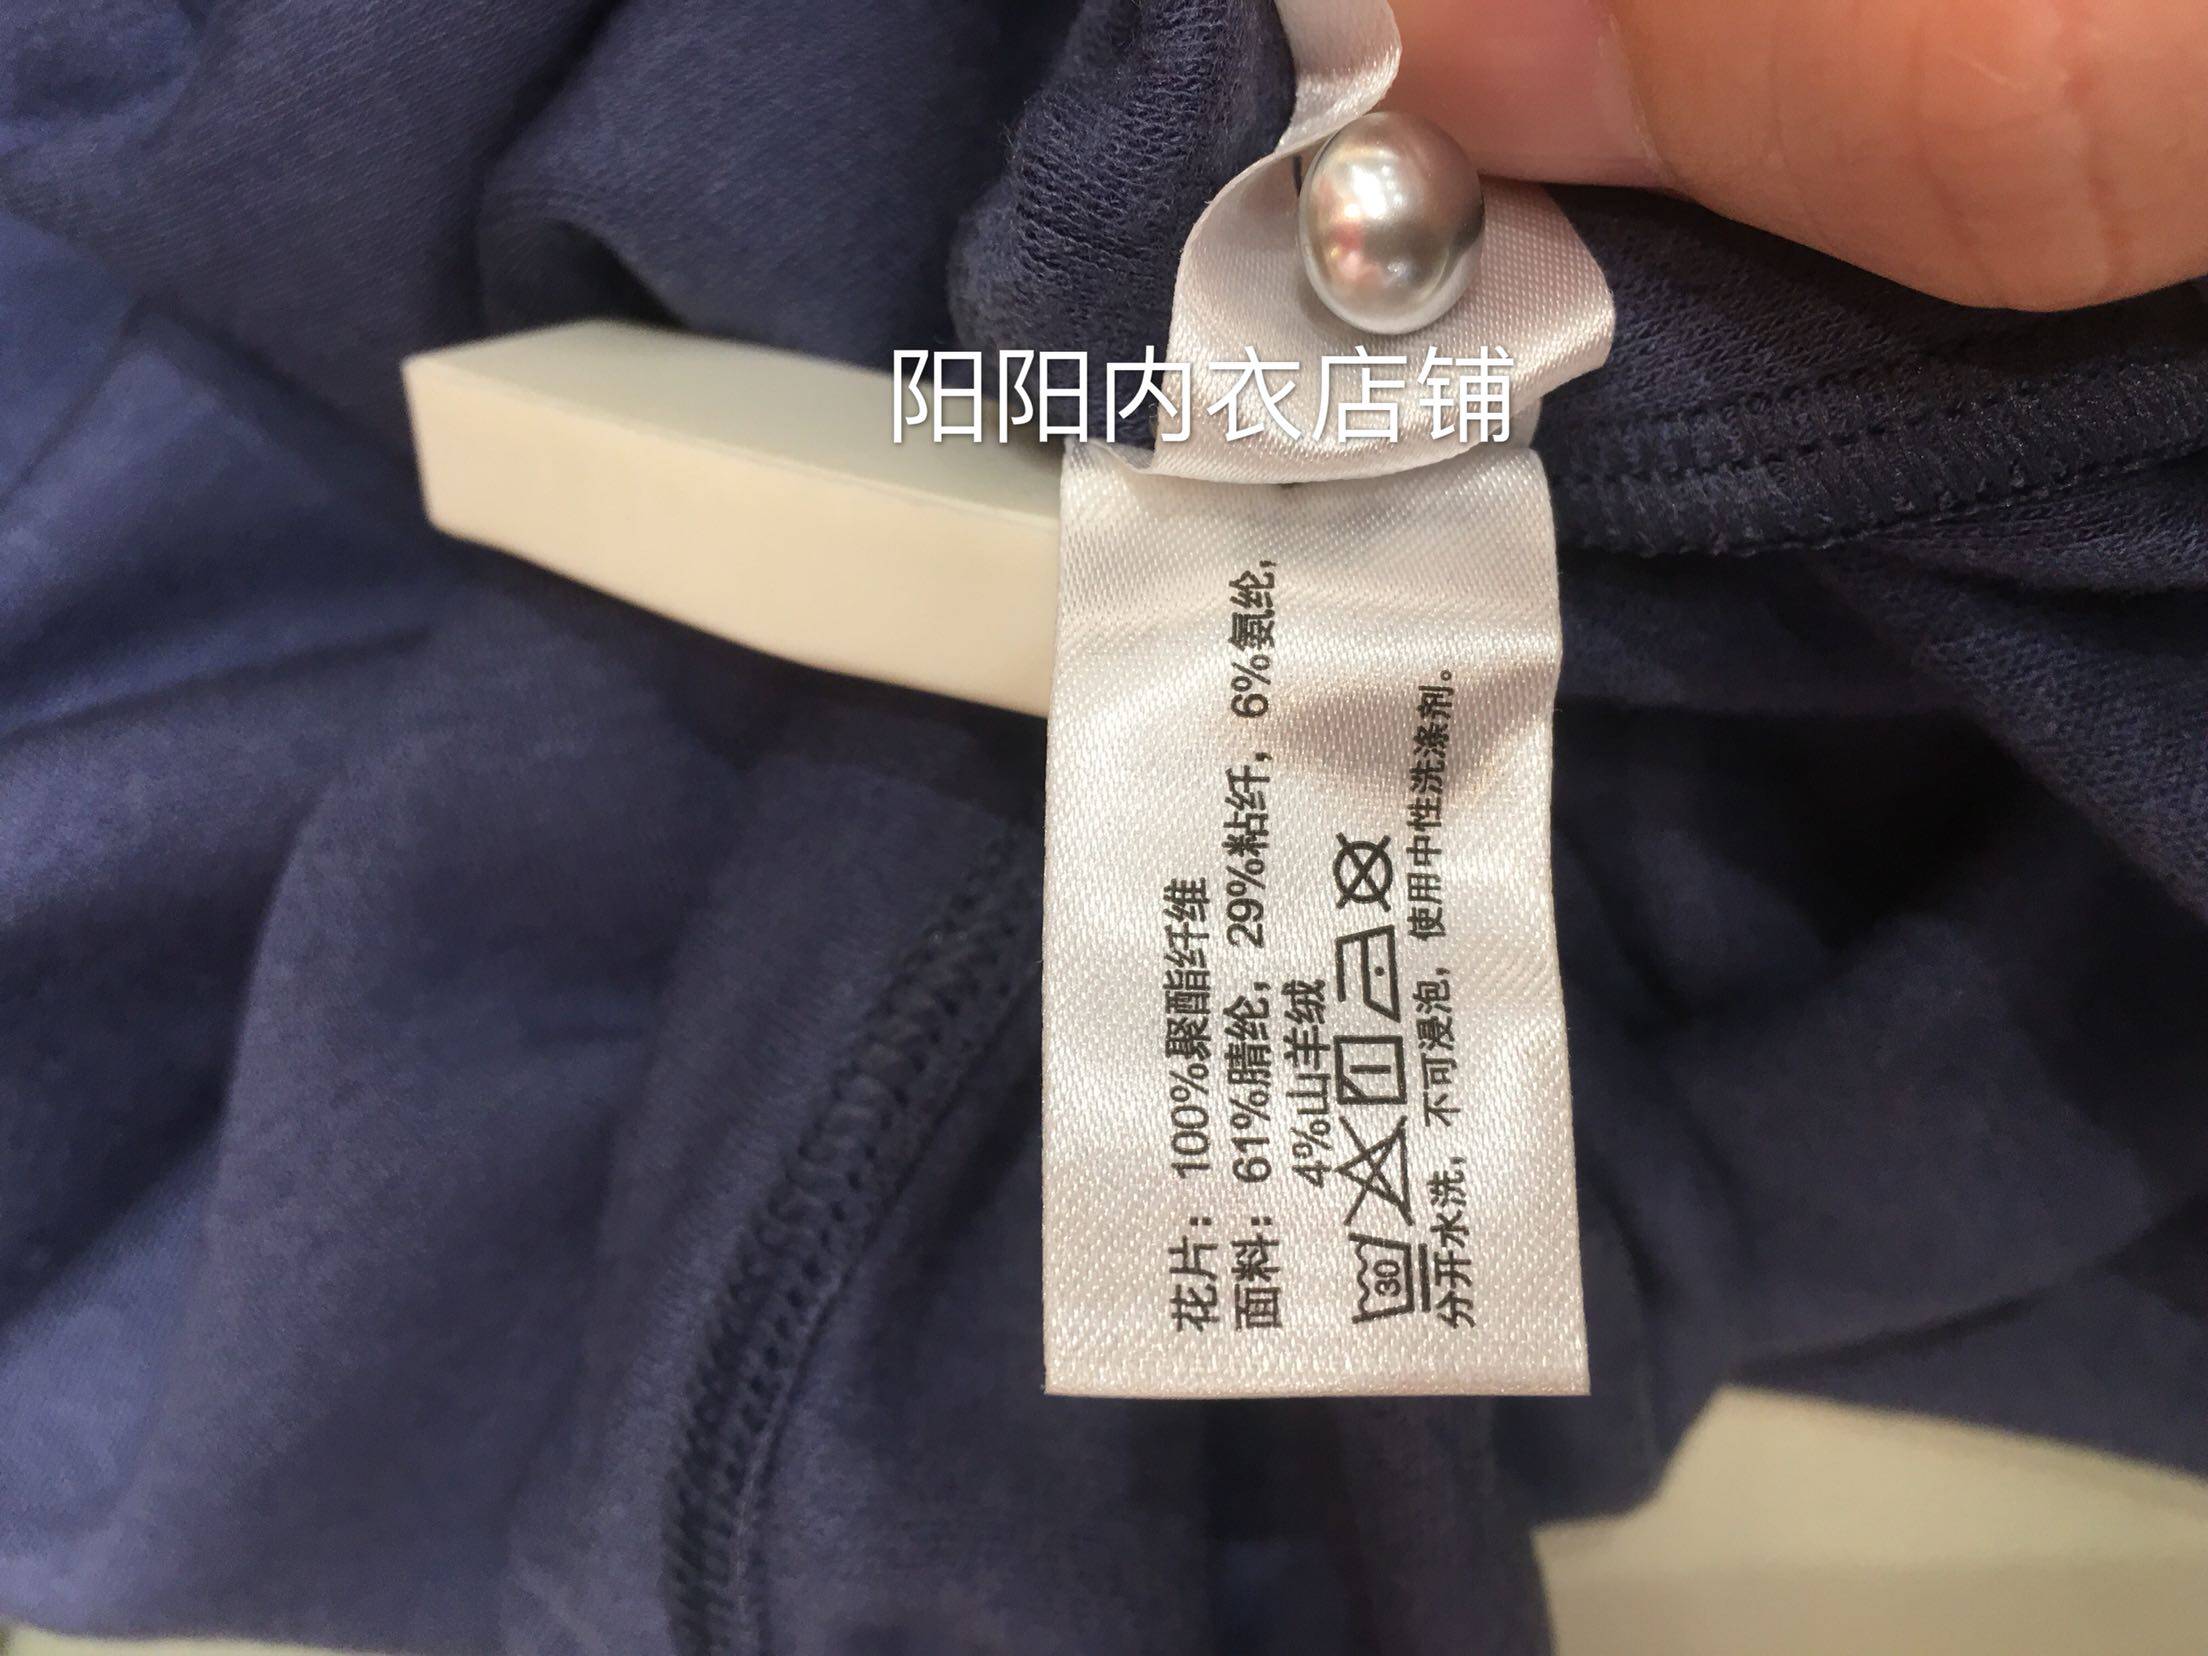 阳阳内衣店铺
花片：100%聚酯纤维
面料：61%腈纶，29%粘纤，6%氨纶，
4%山羊绒
30
分开水洗，不可浸泡，使用中性洗涤剂。